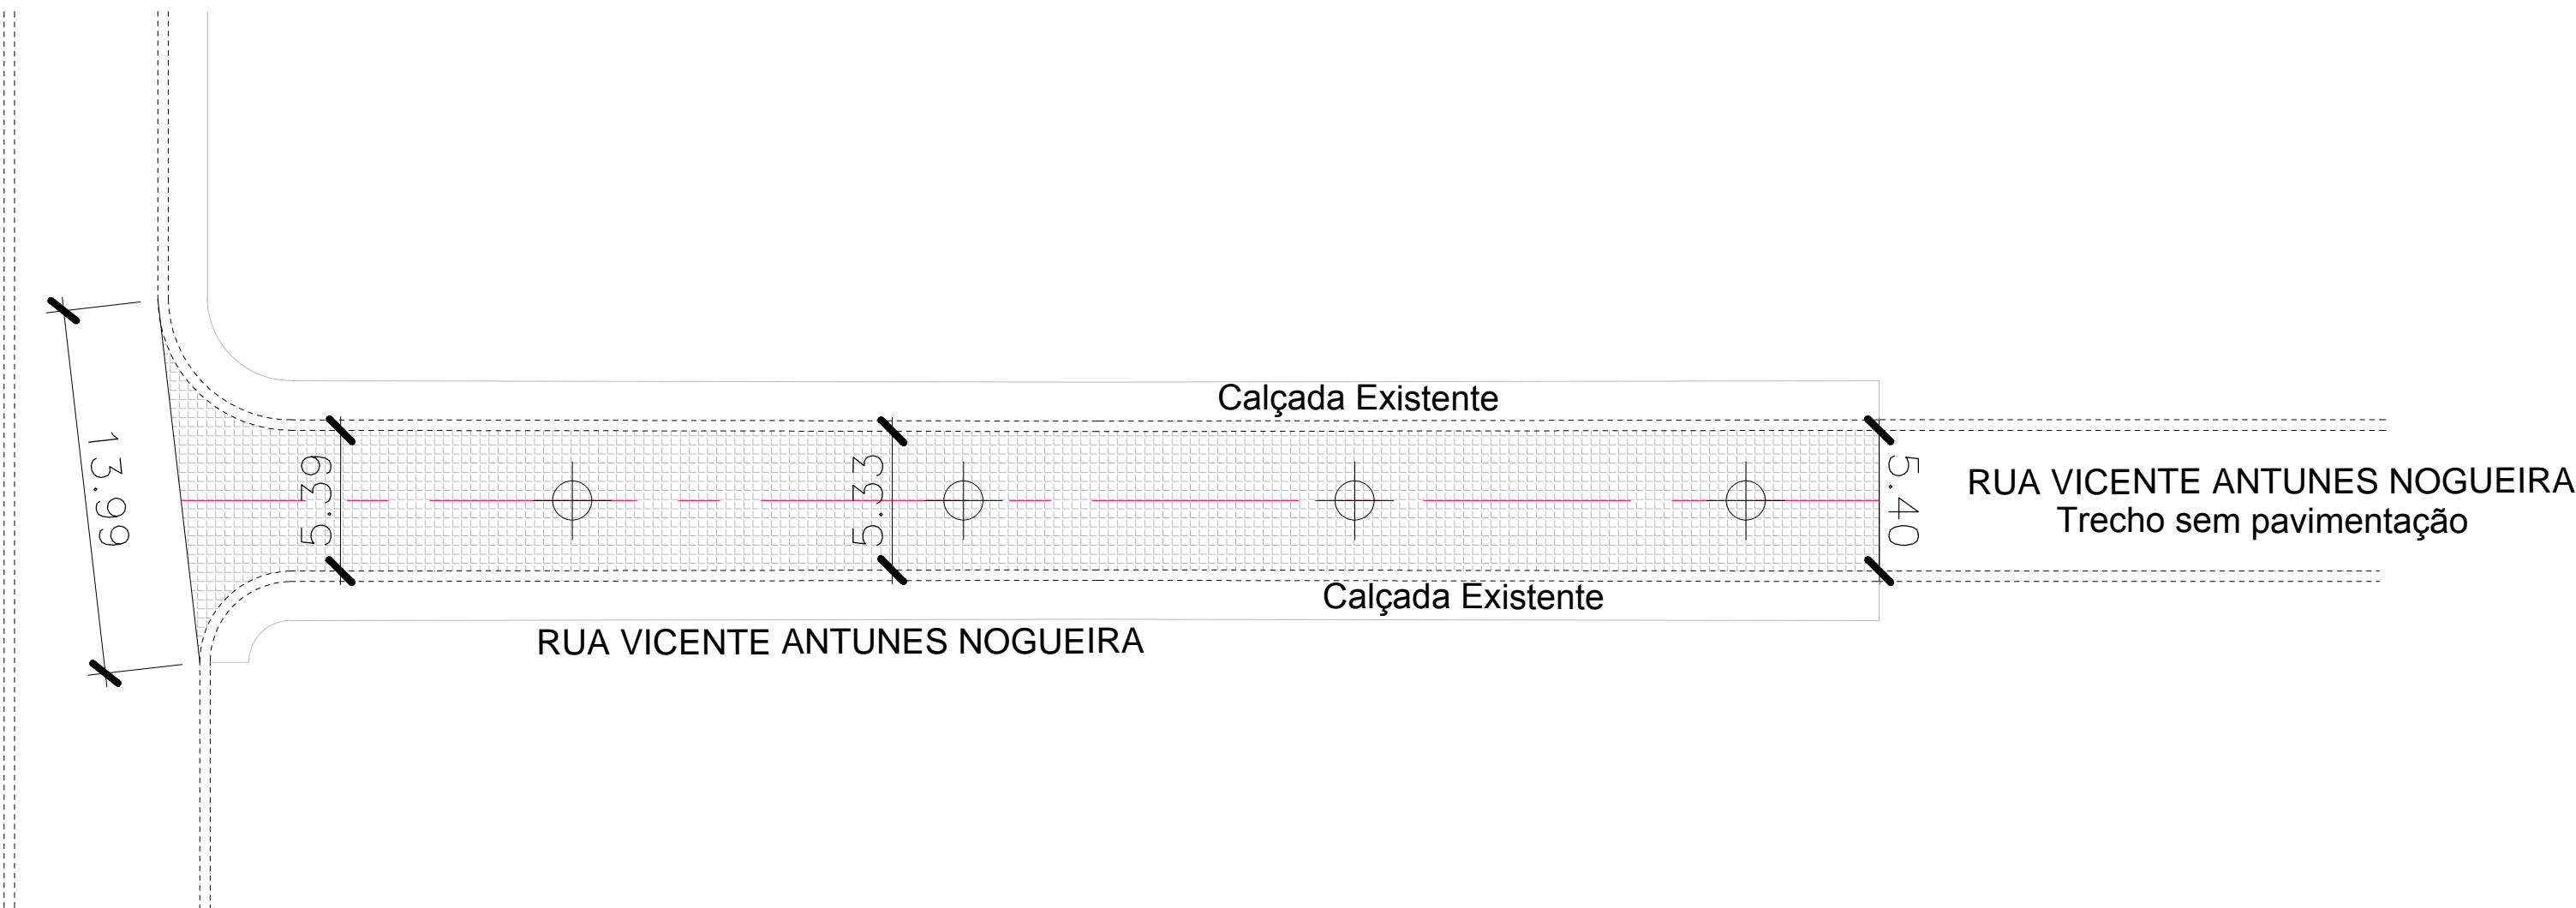 Calçada Existente
13.99
5.39
5.33
5.40
RUA VICENTE ANTUNES NOGUEIRA
Trecho sem pavimentação
Calçada Existente
RUA VICENTE ANTUNES NOGUEIRA